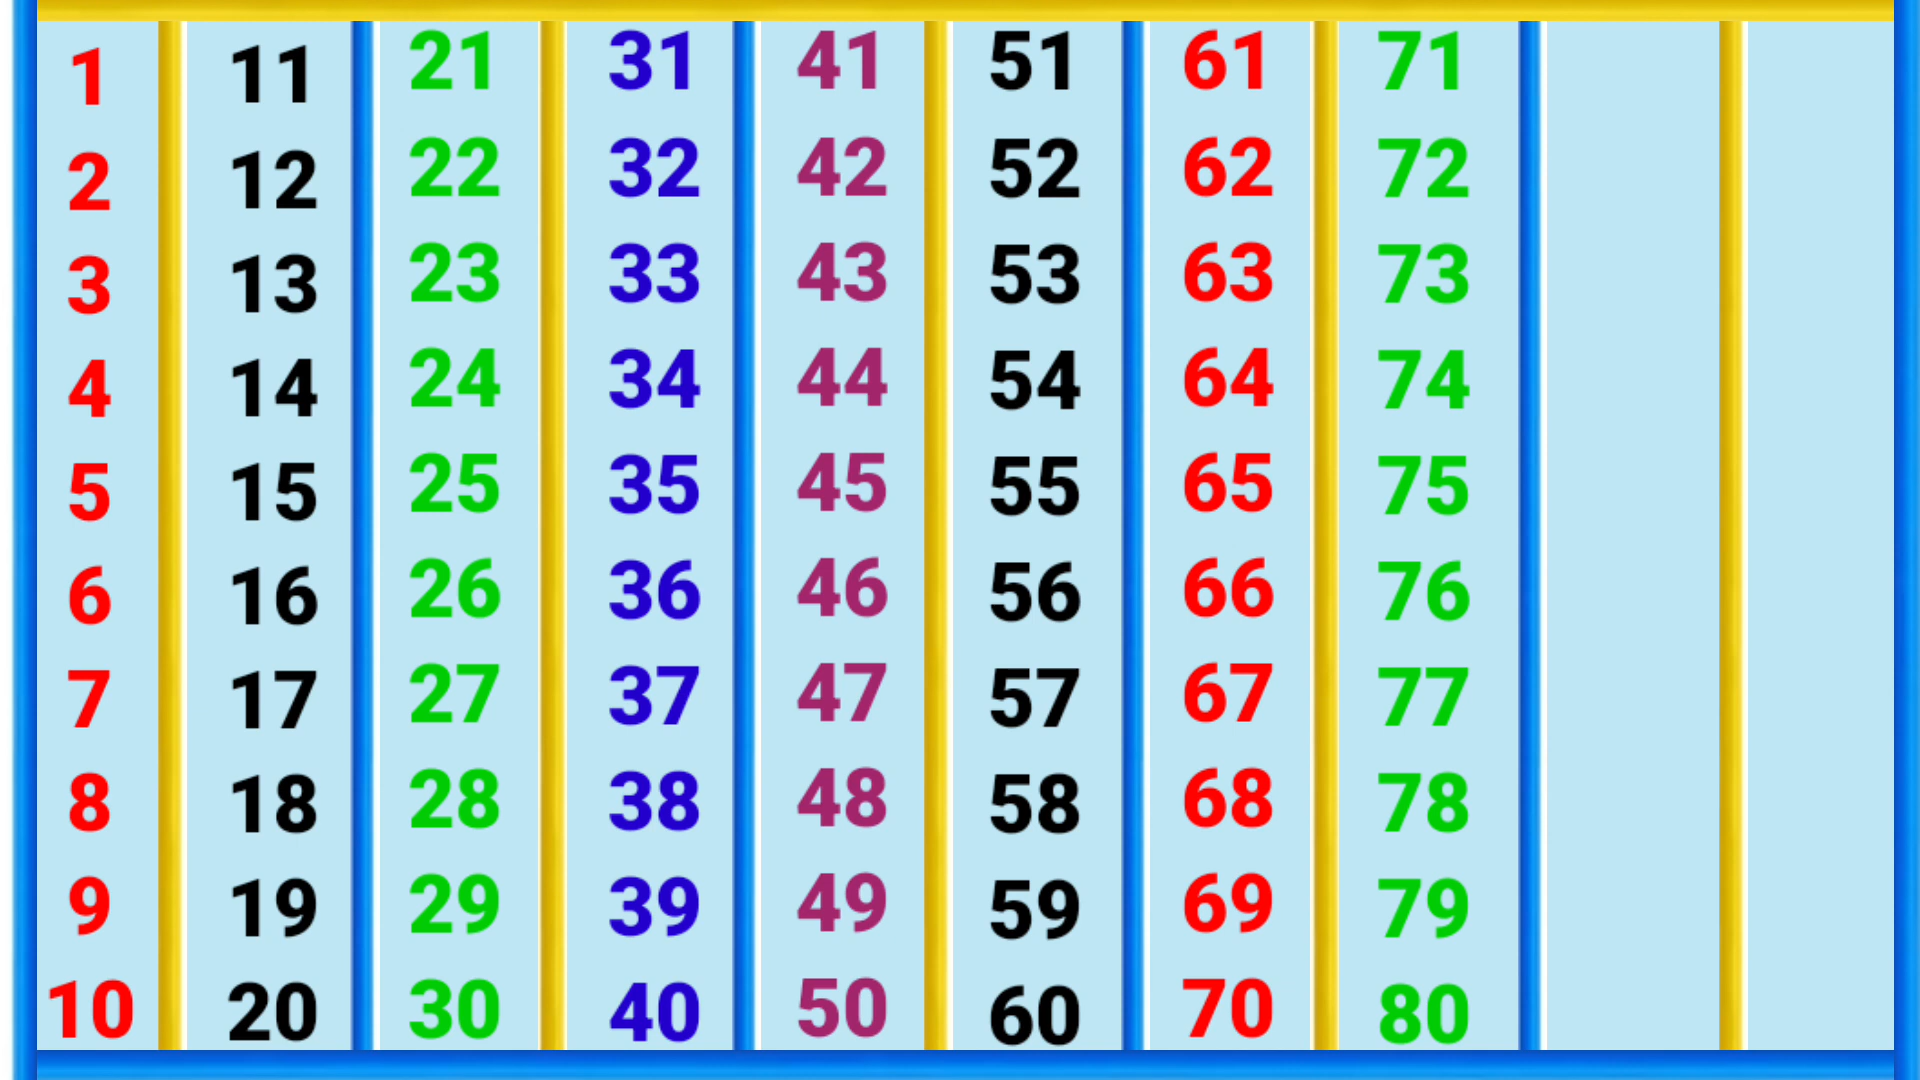 1 11 21 31 41 51 61 71
2 12 22 32 42 52 62 72
3 13 23 33 43 53 63 73
4 14 24 34 44 54 64 74
5 15 25 35 45 55 65 75
6 16 26 36 46 56 66 76
7 17 27 37 47 57 67 77
8 18 28 38 48 58 68 78
9 19 29 39 49 59 69 79
10 20 30 40 50 60 70 80